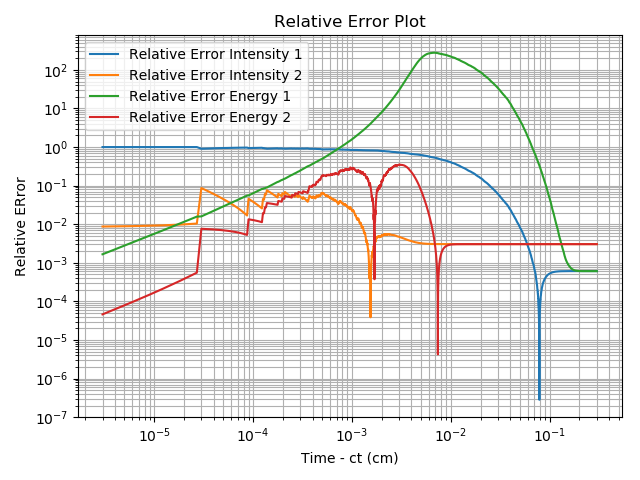 Relative Error Plot
Relative Error Intensity 1
Relative Error Intensity 2
Relative Error Energy 1
Relative Error Energy 2
Relative ERror
10²
10¹
10⁰
10⁻¹
10⁻²
10⁻³
10⁻⁴
10⁻⁵
10⁻⁶
10⁻⁷
10⁻⁵ 10⁻⁴ 10⁻³ 10⁻² 10⁻¹
Time - ct (cm)